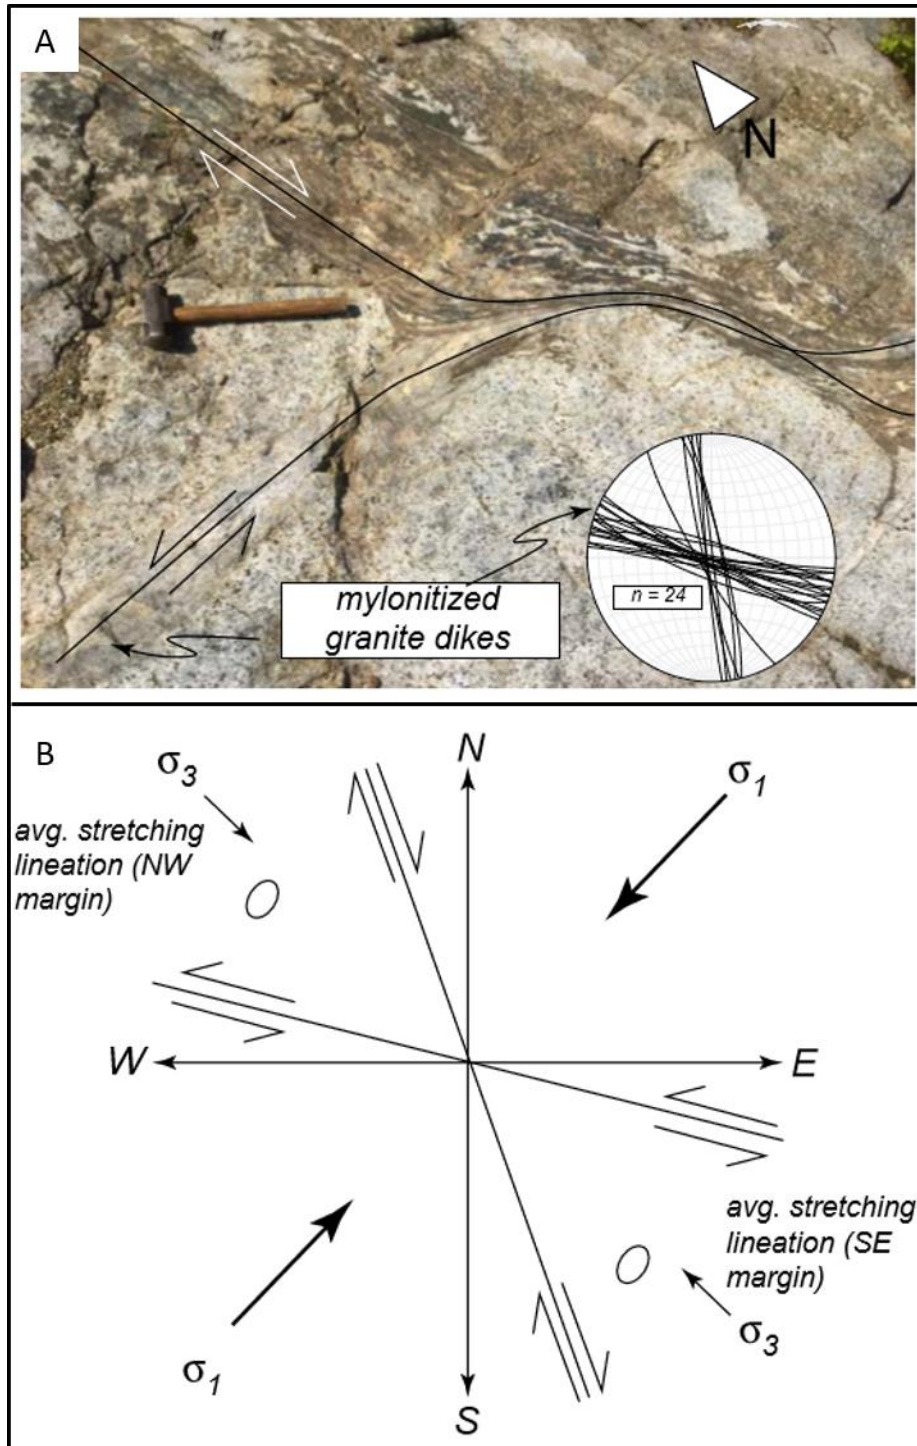 A
N
n = 24
mylonitized
granite dikes
B
N
σ3
σ1
avg. stretching
lineation (NW
margin)
W
E
avg. stretching
lineation (SE
margin)
σ3
σ1
S